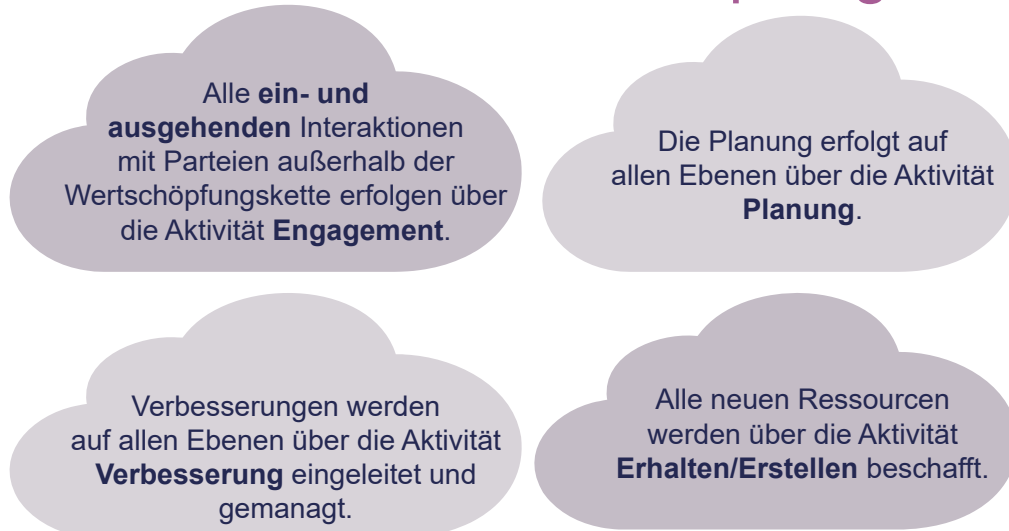 Alle ein- und
ausgehenden Interaktionen
mit Parteien außerhalb der
Wertschöpfungskette erfolgen über
die Aktivität Engagement.
Die Planung erfolgt auf
allen Ebenen über die Aktivität
Planung.
Verbesserungen werden
auf allen Ebenen über die Aktivität
Verbesserung eingeleitet und
gemanagt.
Alle neuen Ressourcen
werden über die Aktivität
Erhalten/Erstellen beschafft.